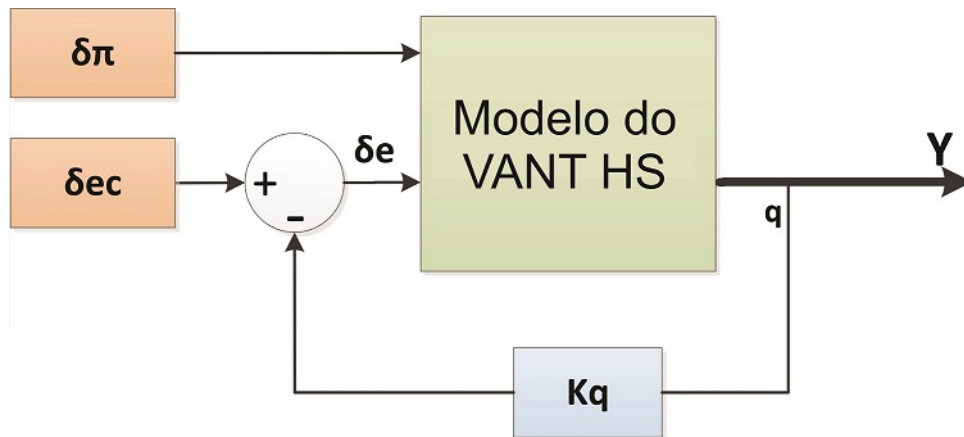 δπ
δec
+
-
δe
Modelo do
VANT HS
Y
q
Kq